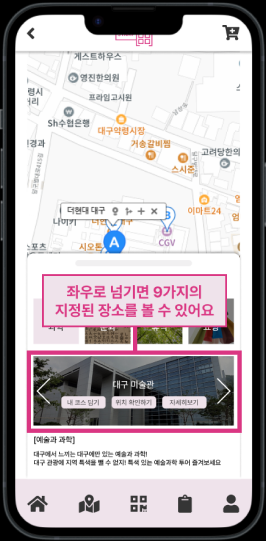 게스트하우스
영진한의원
프라임고시원
Sh수협은행
대구약령시장
거송갈비찜
고려당한의원
스시준
이마트24
더현대 대구
B
A
CGV
좌우로 넘기면 9가지의
지정된 장소를 볼 수 있어요
대구 미술관
내 코스 담기 위치 확인하기 자세히보기
[예술과 과학]
대구에서 느끼는 대구에만 있는 예술과 과학!
대구 관광에 지역 특색을 뺄 수 없지! 특색 있는 예술과학 투어 즐겨보세요